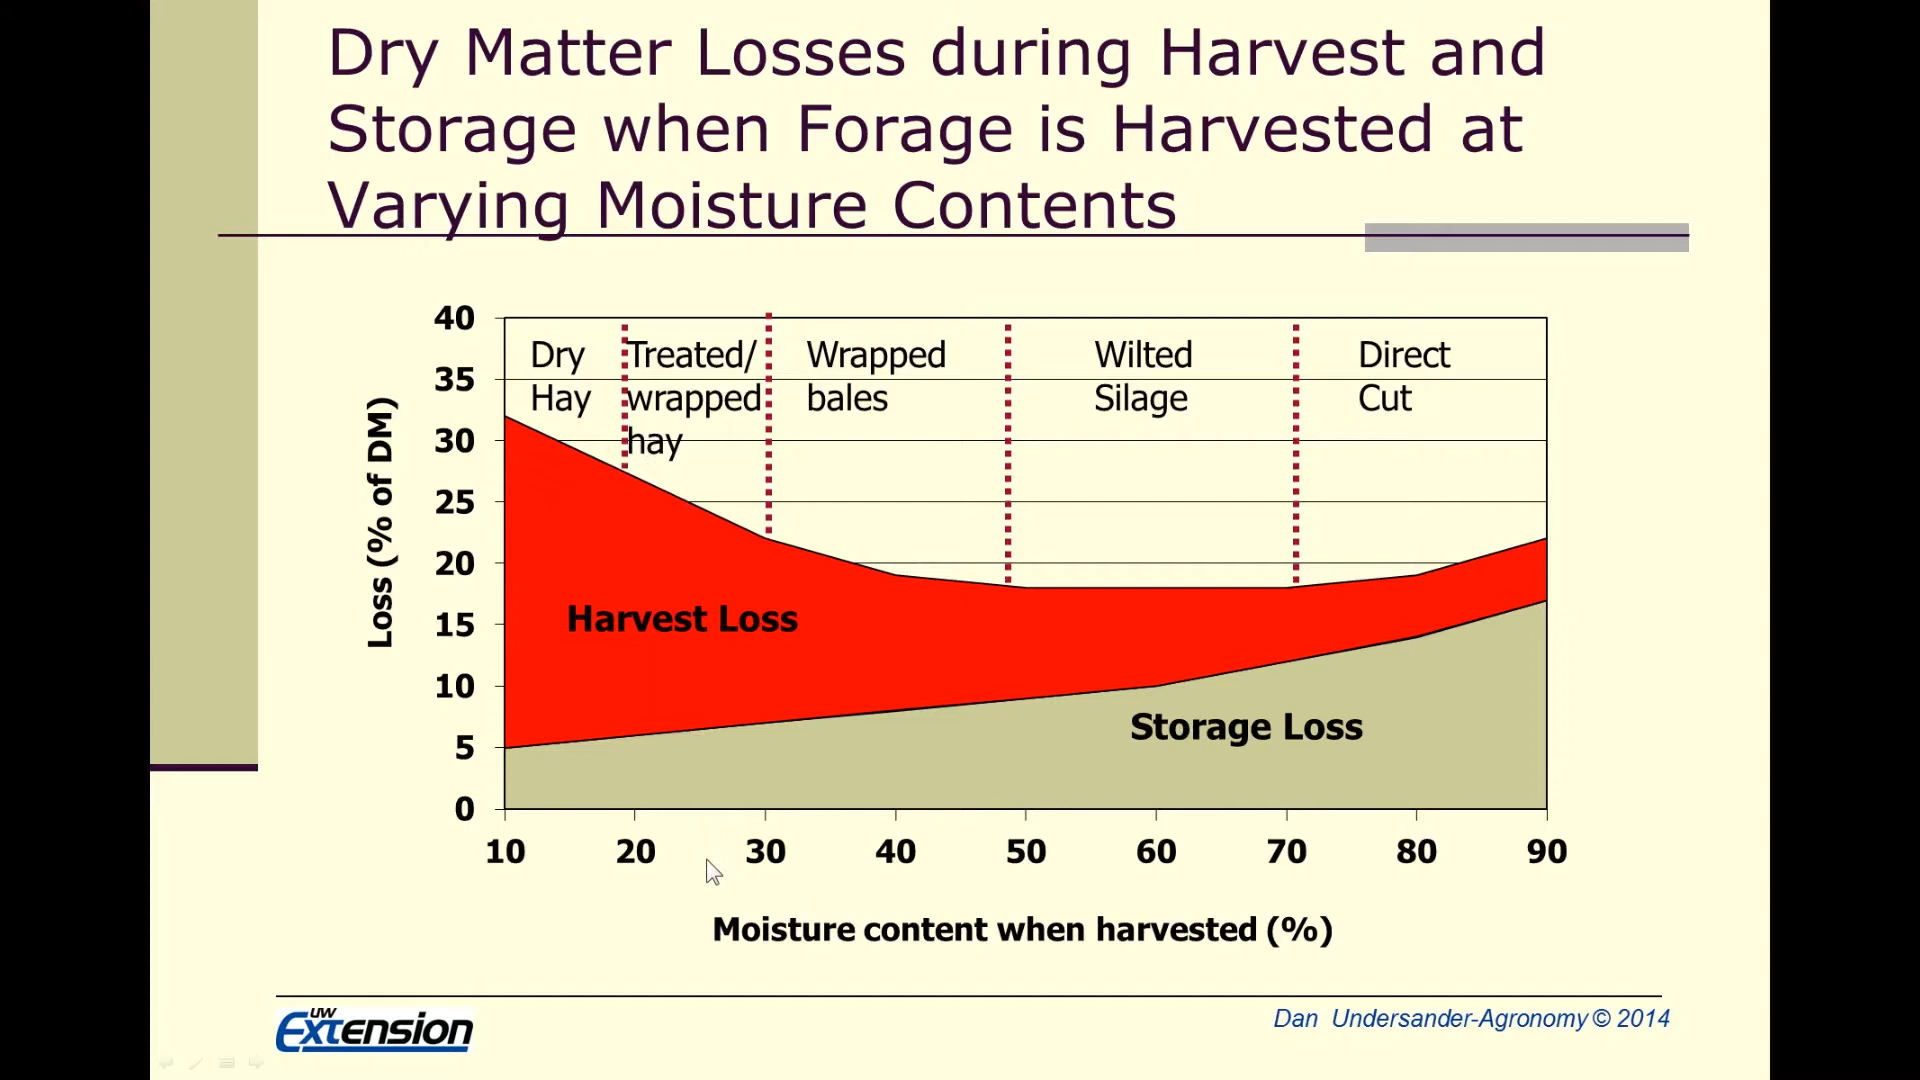 Dry Matter Losses during Harvest and
Storage when Forage is Harvested at
Varying Moisture Contents
Dry
Hay
Treated/
wrapped
hay
Wrapped
bales
Wilted
Silage
Direct
Cut
Loss (% of DM)
40
35
30
25
20
15
10
5
0
Harvest Loss
Storage Loss
10 20 30 40 50 60 70 80 90
Moisture content when harvested (%)
UW
Extension
Dan Undersander-Agronomy © 2014